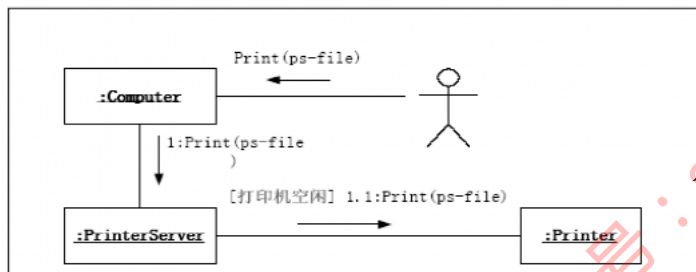 Print(ps-file)
:Computer
1:Print(ps-file
)
[打印机空闲] 1.1:Print(ps-file)
:PrinterServer
:Printer